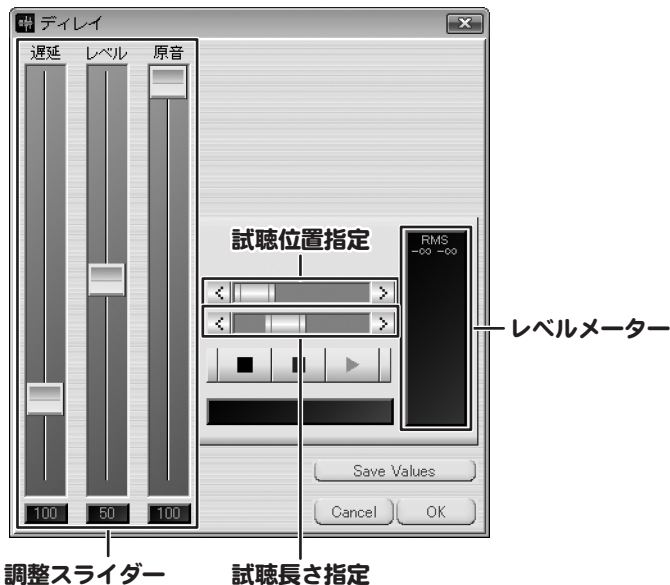 ディレイ
遅延 レベル 原音
試聴位置指定
RMS
-∞ -∞
レベルメーター
Save Values
100 50 100
Cancel OK
調整スライダー
試聴長さ指定